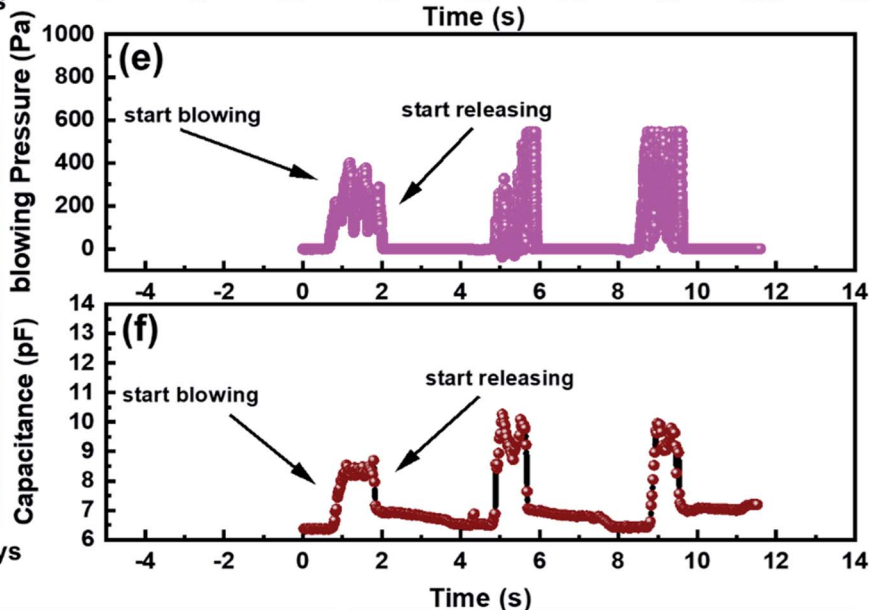 s
Time (s)
blowing Pressure (Pa)
1000
800
600
400
200
0
(e)
start blowing
start releasing
-4 -2 0 2 4 6 8 10 12 14
Capacitance (pF)
14
13
12
11
10
9
8
7
6
(f)
start blowing
start releasing
ys
-4 -2 0 2 4 6 8 10 12 14
Time (s)